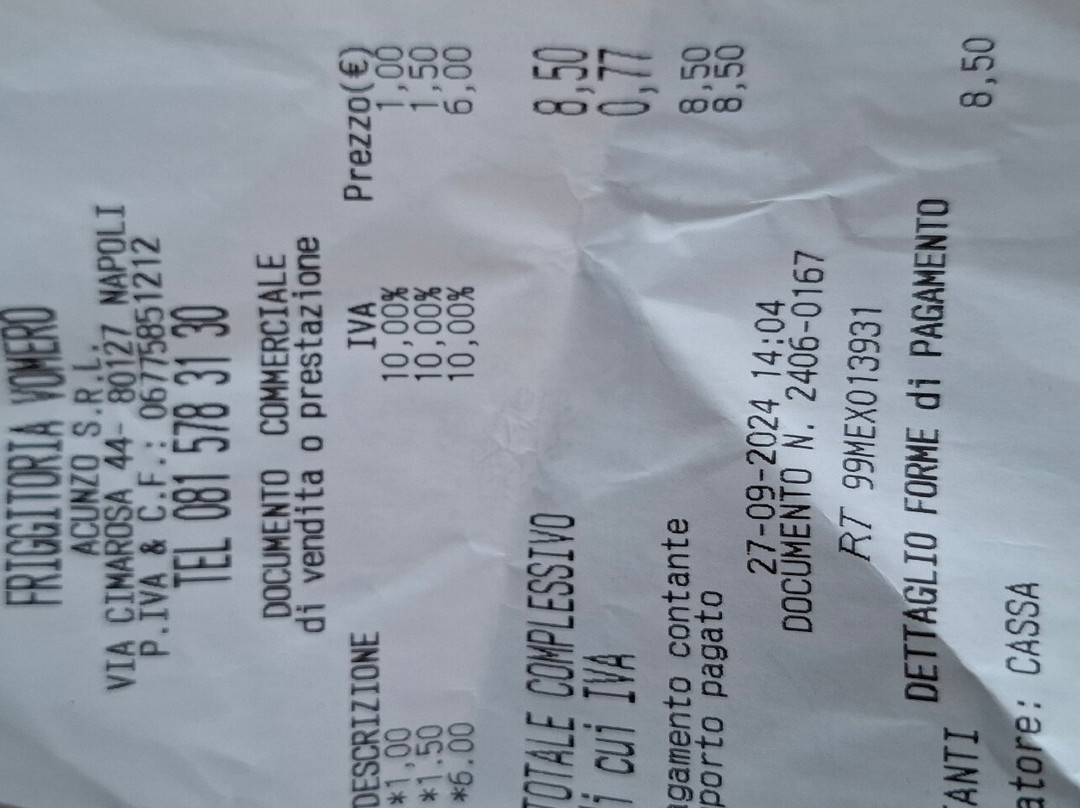 FRIGGITORIA VOMERO
ACUNZO S.R.L.
VIA CIMAROSA 44- 80127 NAPOLI
P.IVA & C.F.: 06775851212
TEL 081 578 31 30
DOCUMENTO COMMERCIALE
di vendita o prestazione
DESCRIZIONE IVA Prezzo(€)
*1,00 10,00% 1,00
*1.50 10,00% 1,50
*6.00 10,00% 6,00
TOTALE COMPLESSIVO 8,50
di cui IVA 0,77
agamento contante 8,50
porto pagato 8,50
27-09-2024 14:04
DOCUMENTO N. 2406-0167
RT 99MEX013931
DETTAGLIO FORME di PAGAMENTO
ANTI 8,50
atore: CASSA